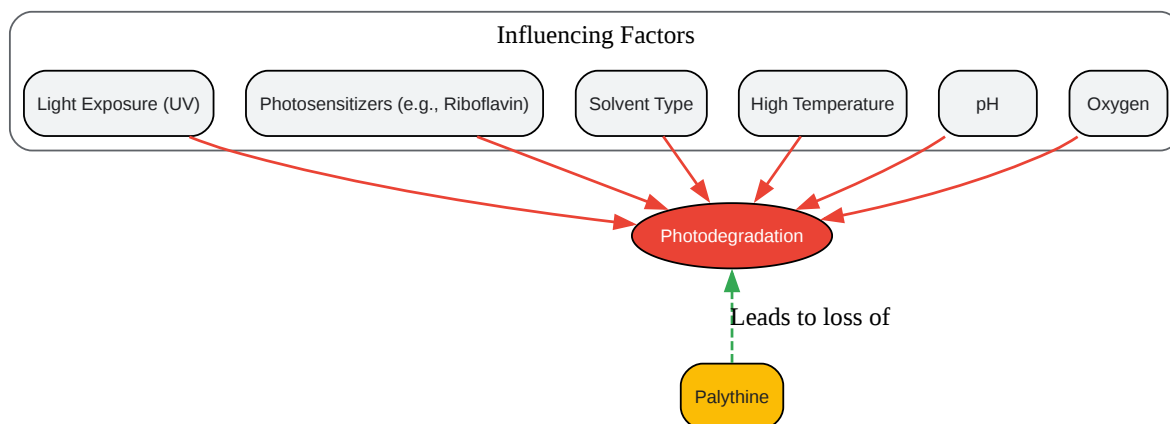 Influencing Factors
Light Exposure (UV)
Photosensitizers (e.g., Riboflavin)
Solvent Type
High Temperature
pH
Oxygen
Photodegradation
Leads to loss of
Palythine